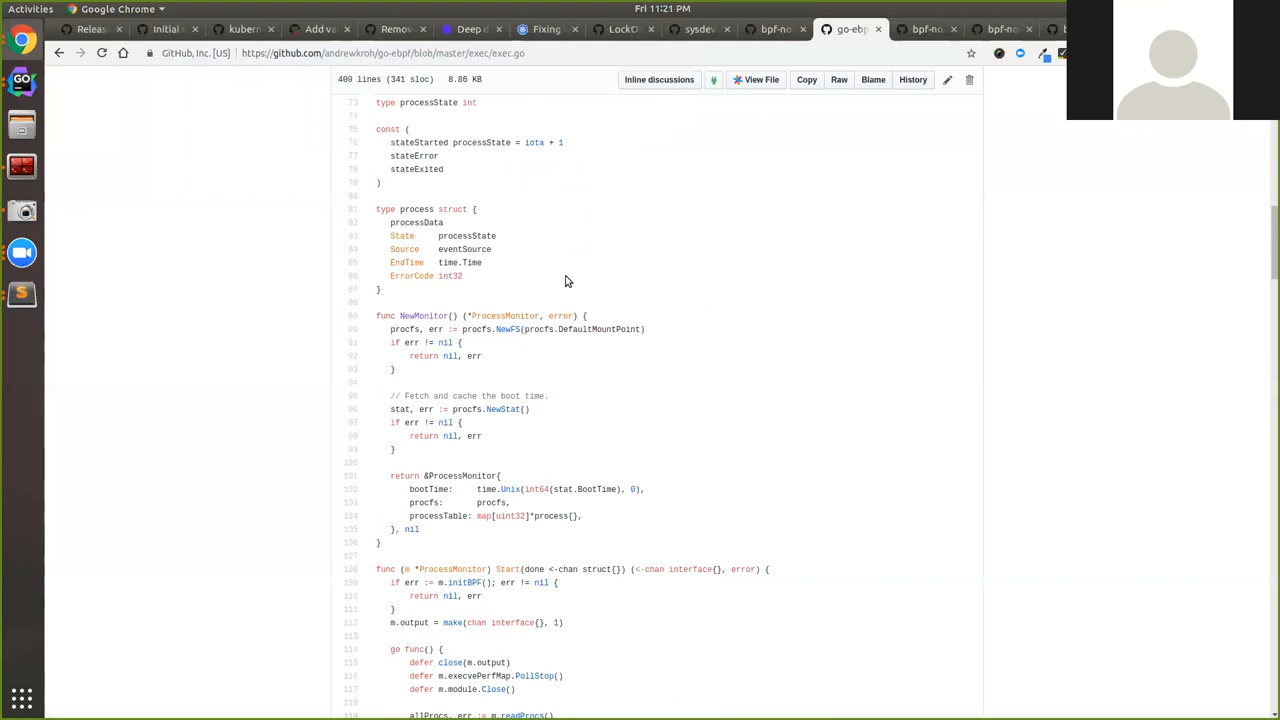 Activities Google Chrome Fri 11:21 PM
Releas Initial kubern Add va Remov Deep d Fixing LockO sysdev bpf-no go-ebp bpf-no bpf-no b
GitHub, Inc. [US] https://github.com/andrewkroh/go-ebpf/blob/master/exec/exec.go
400 lines (341 sloc) 8.86 KB Inline discussions View File Copy Raw Blame History
73 type processState int
74
75 const (
76 stateStarted processState = iota + 1
77 stateError
78 stateExited
79 )
80
81 type process struct {
82 processData
83 State processState
84 Source eventSource
85 EndTime time.Time
86 ErrorCode int32
87 }
88
89 func NewMonitor() (*ProcessMonitor, error) {
90 procfs, err := procfs.NewFS(procfs.DefaultMountPoint)
91 if err != nil {
92 return nil, err
93 }
94
95 // Fetch and cache the boot time.
96 stat, err := procfs.NewStat()
97 if err != nil {
98 return nil, err
99 }
100
101 return &ProcessMonitor{
102 bootTime: time.Unix(int64(stat.BootTime), 0),
103 procfs: procfs,
104 processTable: map[uint32]*process{},
105 }, nil
106 }
107
108 func (m *ProcessMonitor) Start(done <-chan struct{}) (<-chan interface{}, error) {
109 if err := m.initBPF(); err != nil {
110 return nil, err
111 }
112 m.output = make(chan interface{}, 1)
113
114 go func() {
115 defer close(m.output)
116 defer m.execvePerfMap.PollStop()
117 defer m.module.Close()
118
119 allProcs, err := m.readProcs()